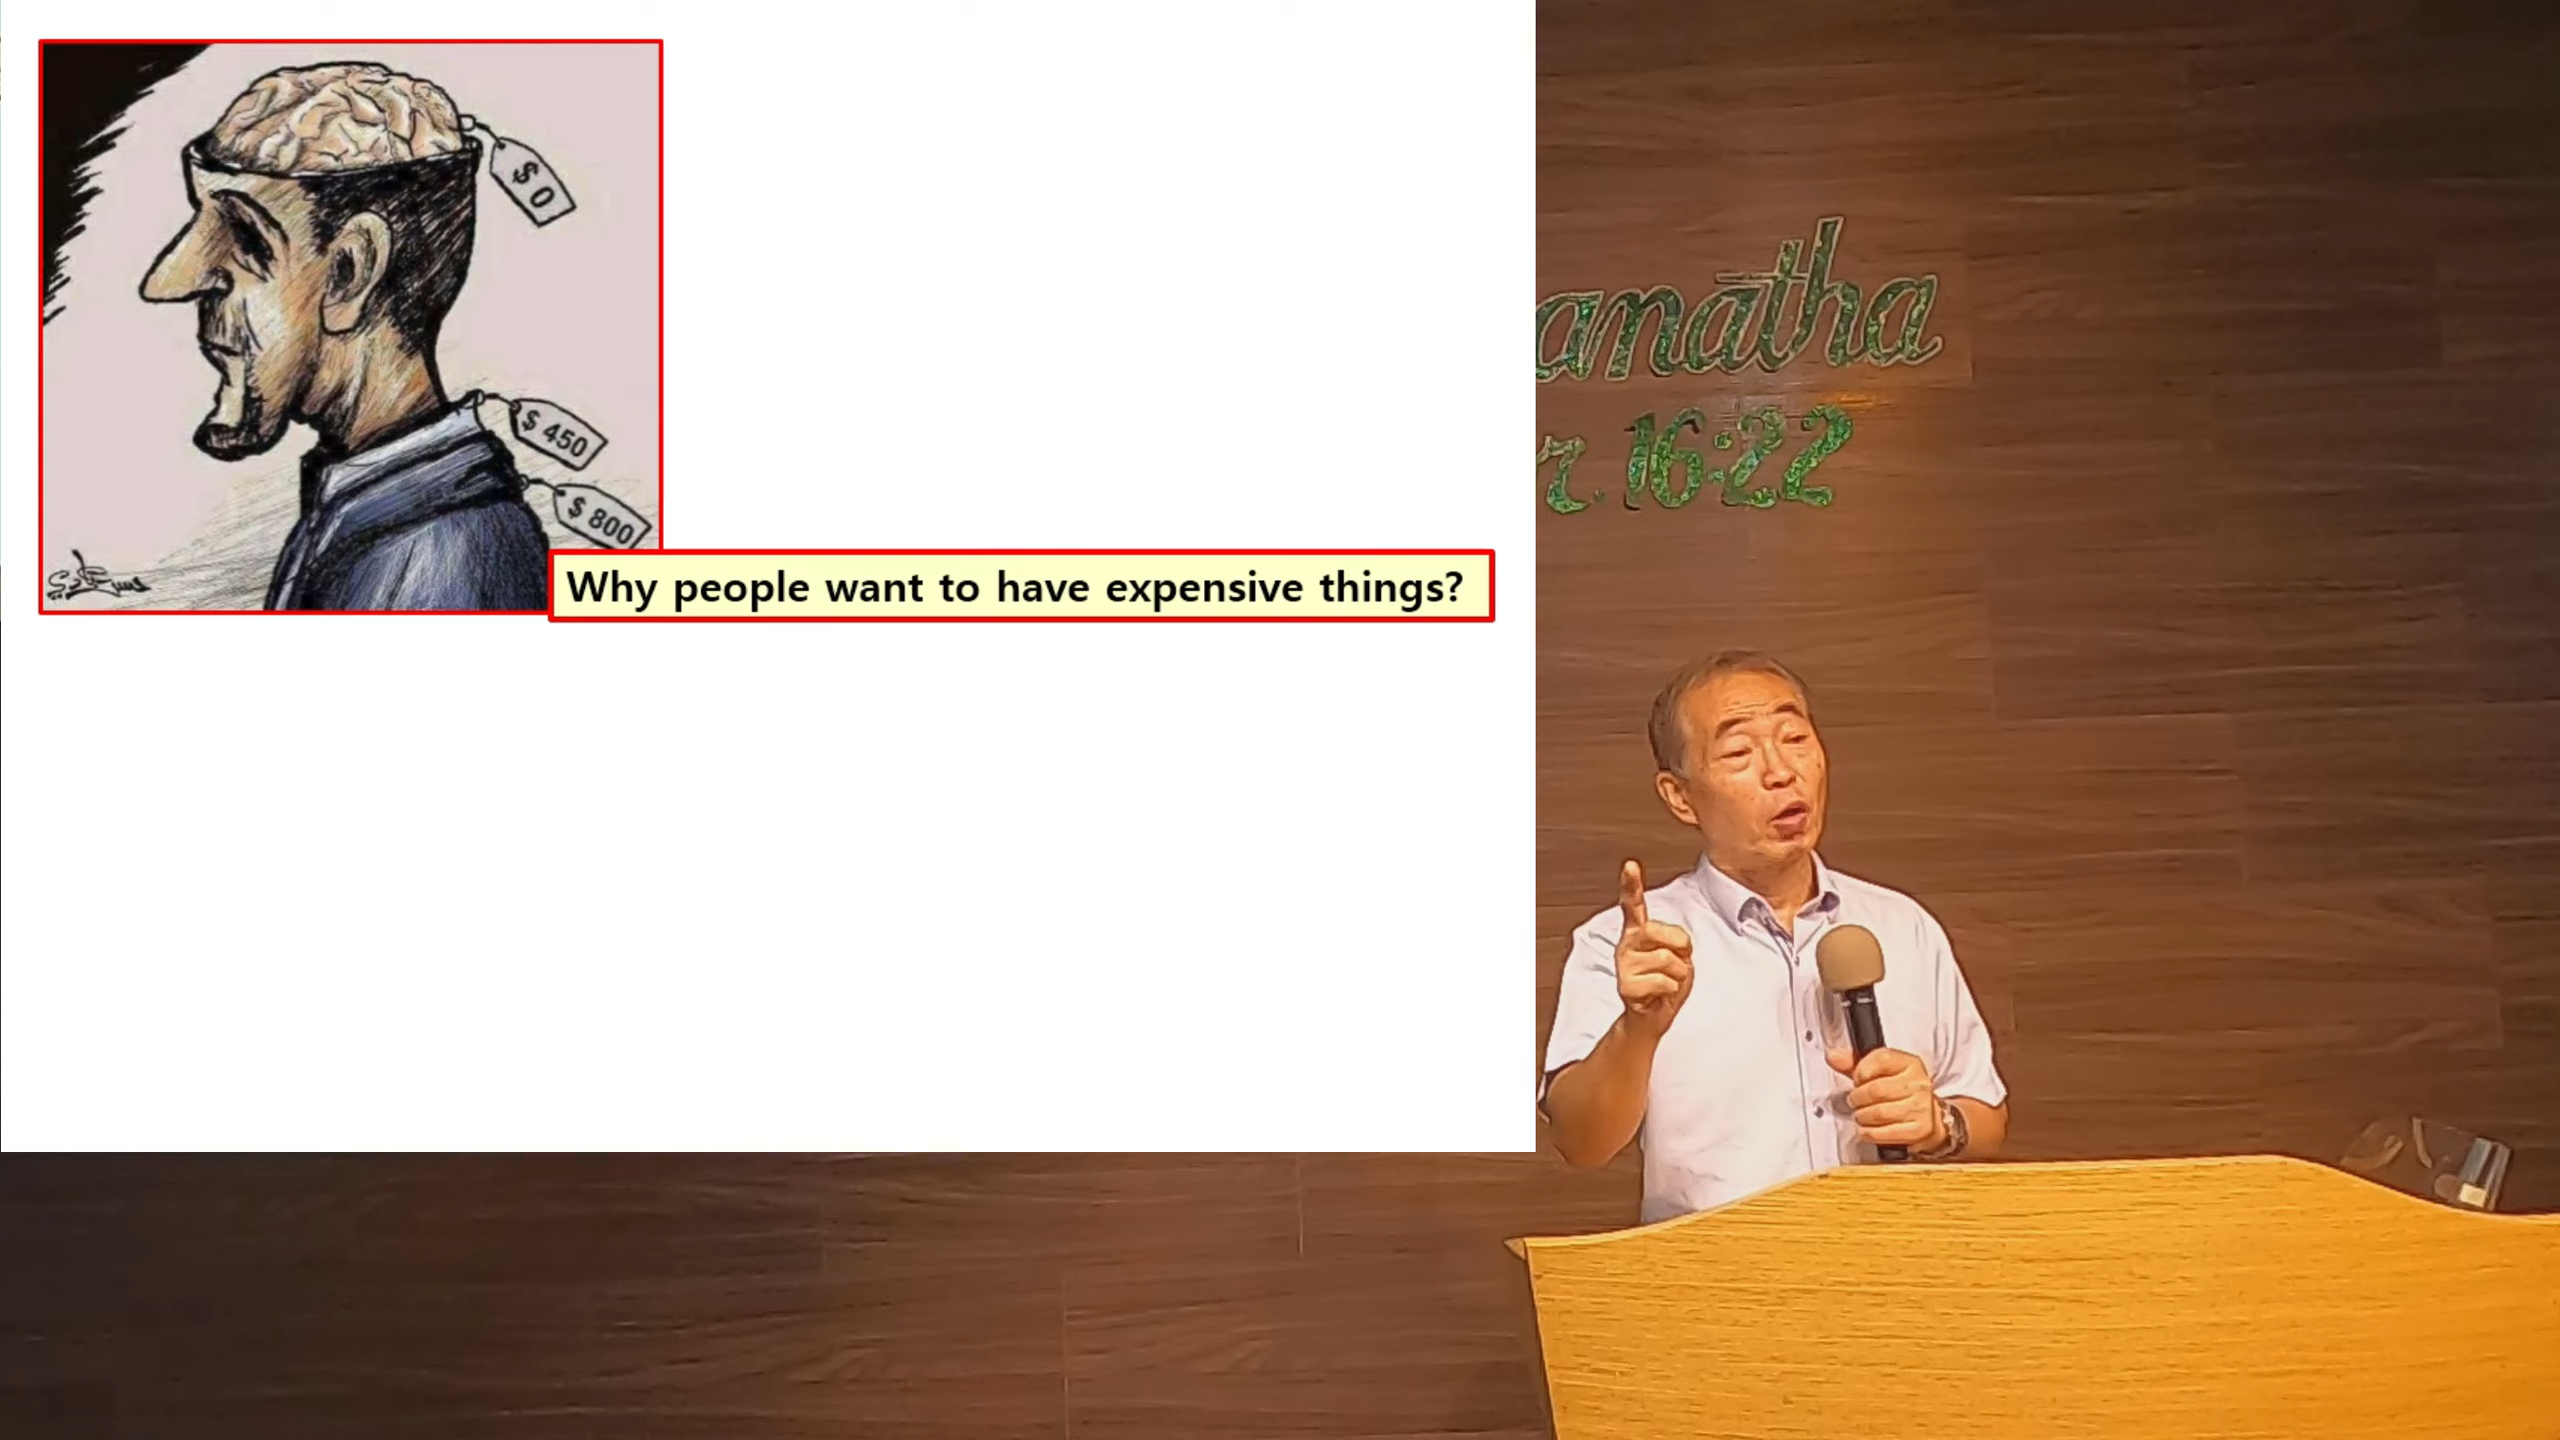 $ 0
$ 450
$ 800
Why people want to have expensive things?
anatha
r. 16:22